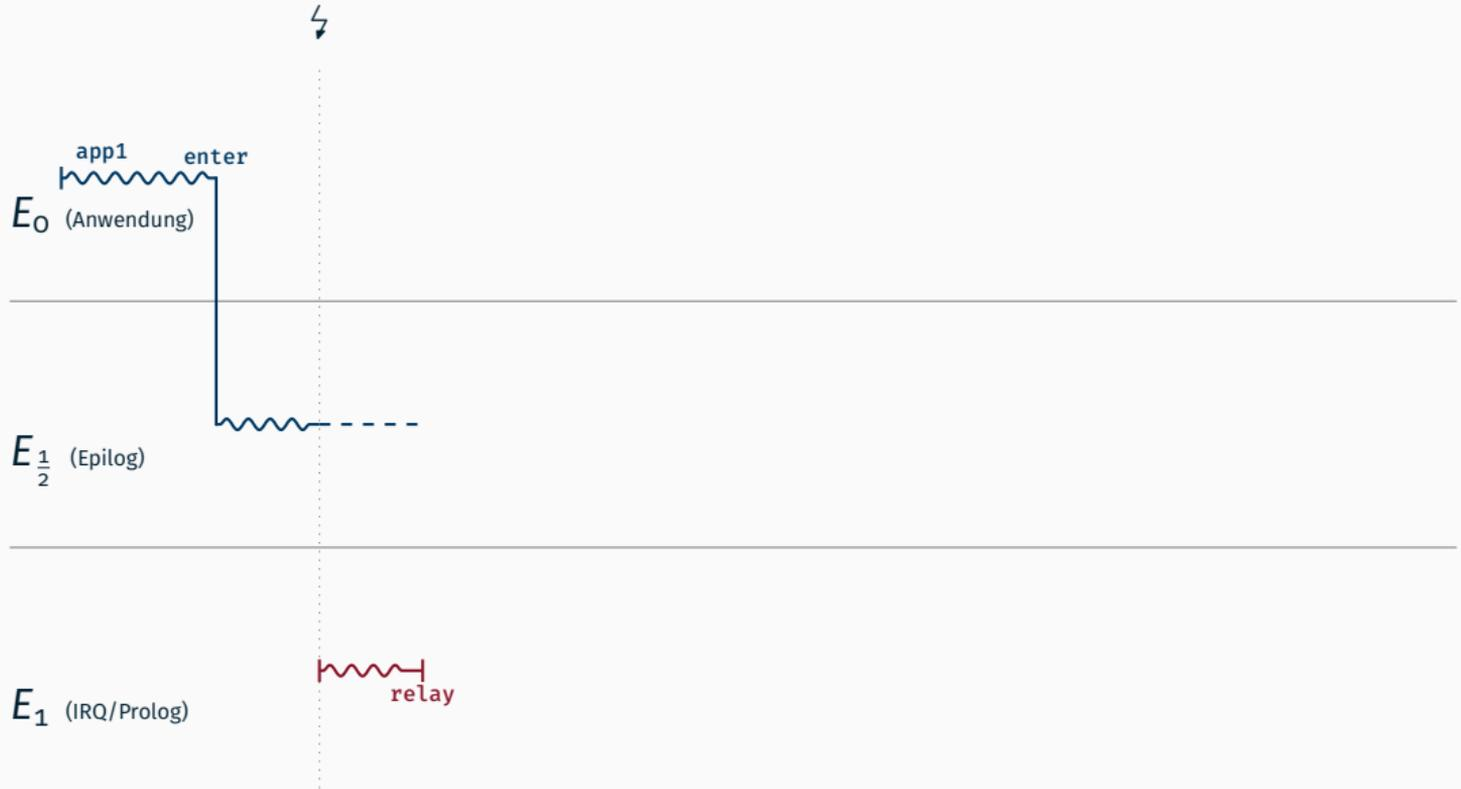 app1
enter
E₀ (Anwendung)
E½ (Epilog)
relay
E₁ (IRQ/Prolog)